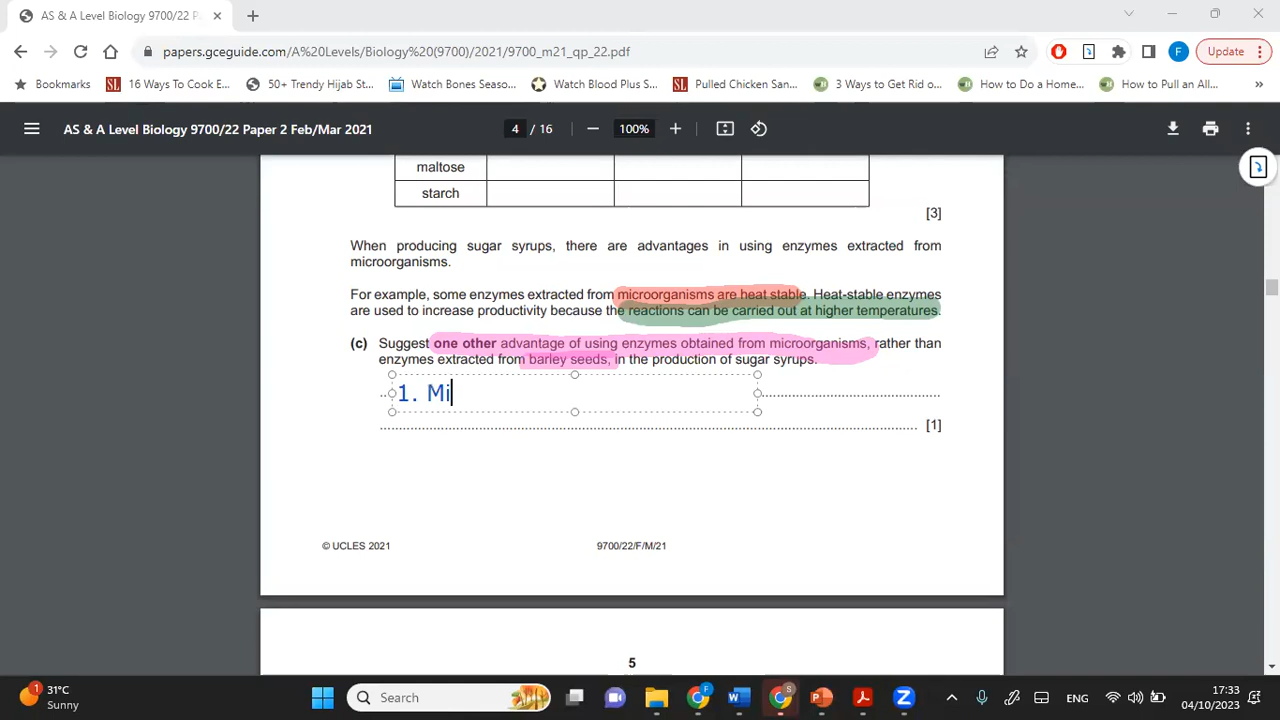 AS & A Level Biology 9700/22 P
papers.gceguide.com/A%20Levels/Biology%20(9700)/2021/9700_m21_qp_22.pdf
F
Update
Bookmarks
SL 16 Ways To Cook E...
50+ Trendy Hijab St...
Watch Bones Seaso...
Watch Blood Plus S...
SL Pulled Chicken San...
3 Ways to Get Rid o...
How to Do a Home...
How to Pull an All...
»
AS & A Level Biology 9700/22 Paper 2 Feb/Mar 2021
4 / 16
100%
maltose
starch
[3]
When producing sugar syrups, there are advantages in using enzymes extracted from
microorganisms.
For example, some enzymes extracted from microorganisms are heat stable. Heat-stable enzymes
are used to increase productivity because the reactions can be carried out at higher temperatures.
(c) Suggest one other advantage of using enzymes obtained from microorganisms, rather than
enzymes extracted from barley seeds, in the production of sugar syrups.
1. Mi
[1]
© UCLES 2021
9700/22/F/M/21
5
1
31°C
Sunny
Search
F
S
ENG
17:33
04/10/2023